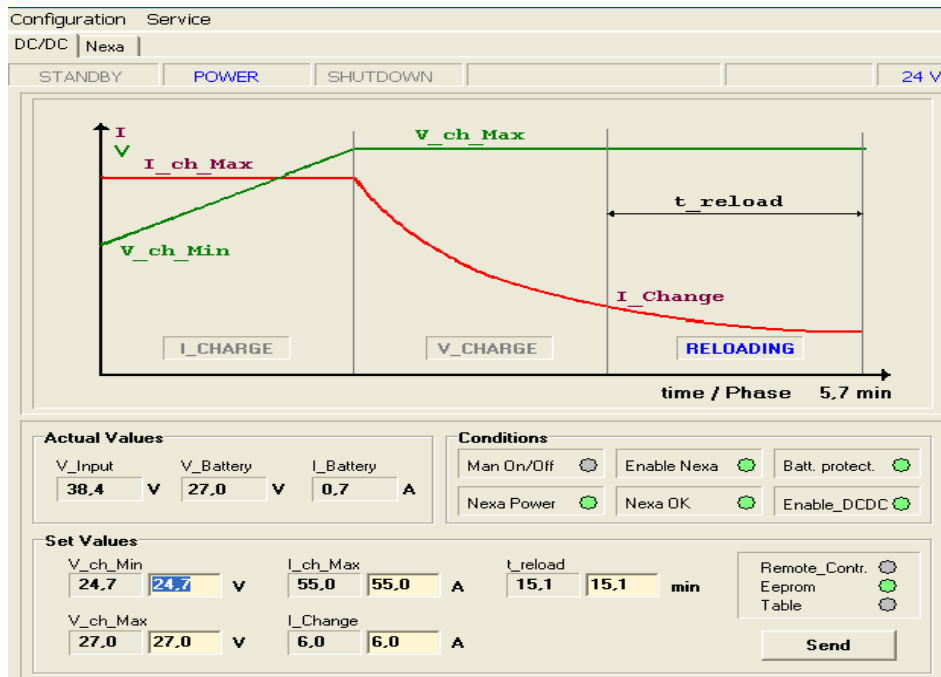 Configuration Service
DC/DC Nexa
STANDBY POWER SHUTDOWN 24 V
I
V
V_ch_Max
I_ch_Max
t_reload
V_ch_Min
I_Change
I_CHARGE V_CHARGE RELOADING
time / Phase 5,7 min
Actual Values
V_Input V_Battery I_Battery
38,4 V 27,0 V 0,7 A
Conditions
Man On/Off Enable Nexa Batt. protect.
Nexa Power Nexa OK Enable_DCDC
Set Values
V_ch_Min I_ch_Max t_reload
24,7 24,7 V 55,0 55,0 A 15,1 15,1 min
V_ch_Max I_Change
27,0 27,0 V 6,0 6,0 A
Remote_Contr.
Eeprom
Table
Send